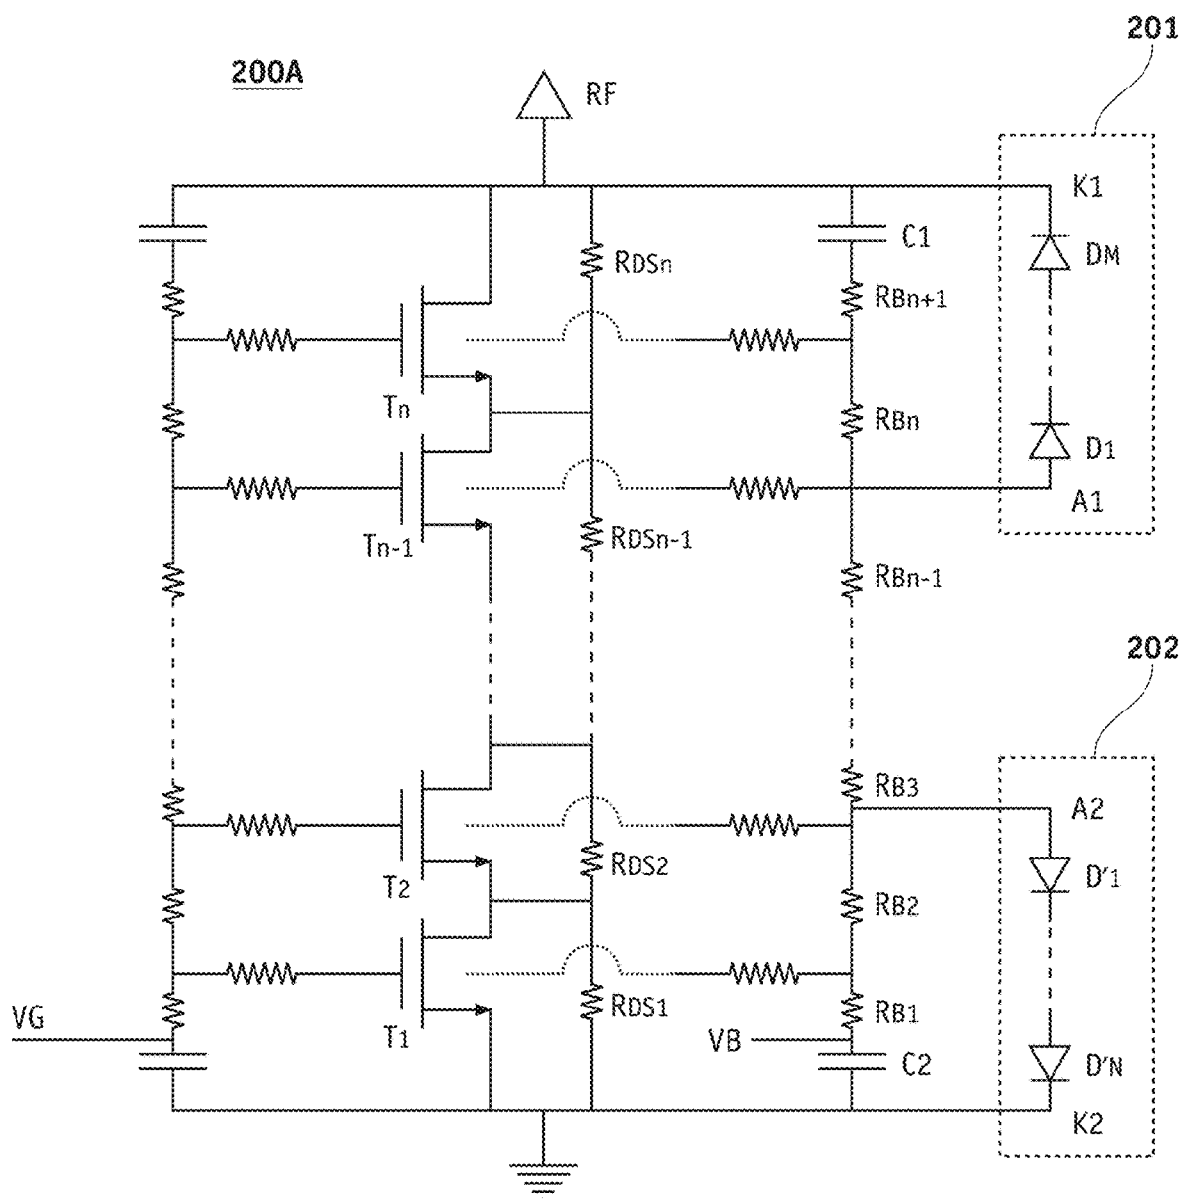 201
200A
RF
K1
C1
DM
RDSn
RBn+1
Tn
RBn
D1
A1
Tn-1
RDSn-1
RBn-1
202
RB3
A2
RDS2
D'1
T2
RB2
VG
RDS1
RB1
T1
VB
C2
D'N
K2